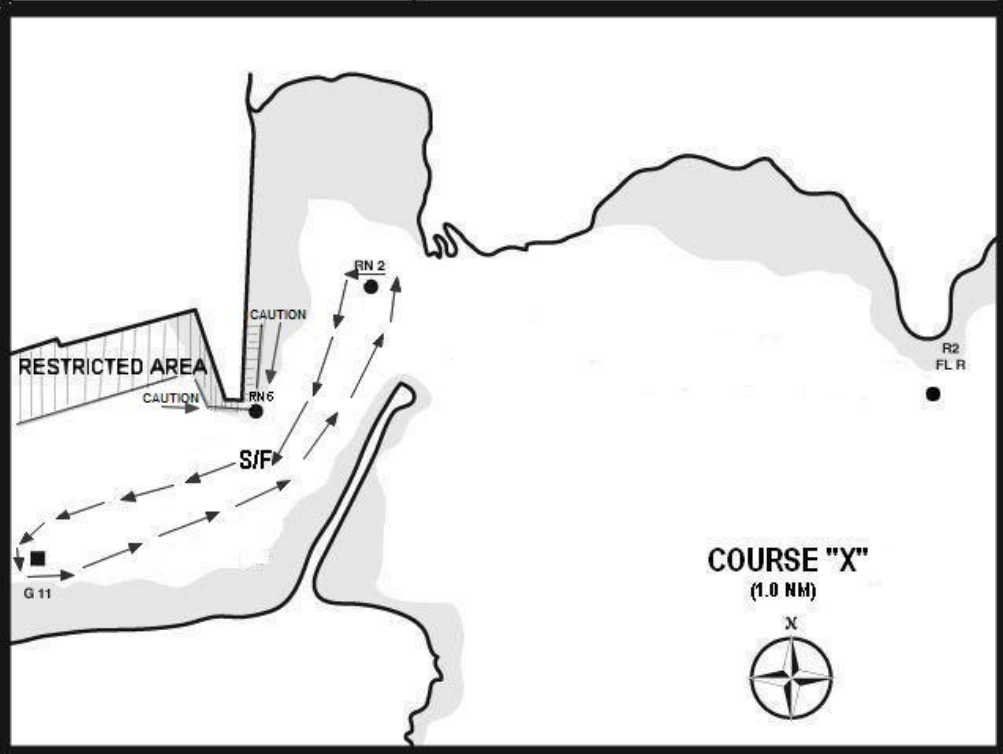 RN 2
CAUTION
R2
FL R
RESTRICTED AREA
CAUTION
RN6
S/F
COURSE "X"
(1.0 NM)
G 11